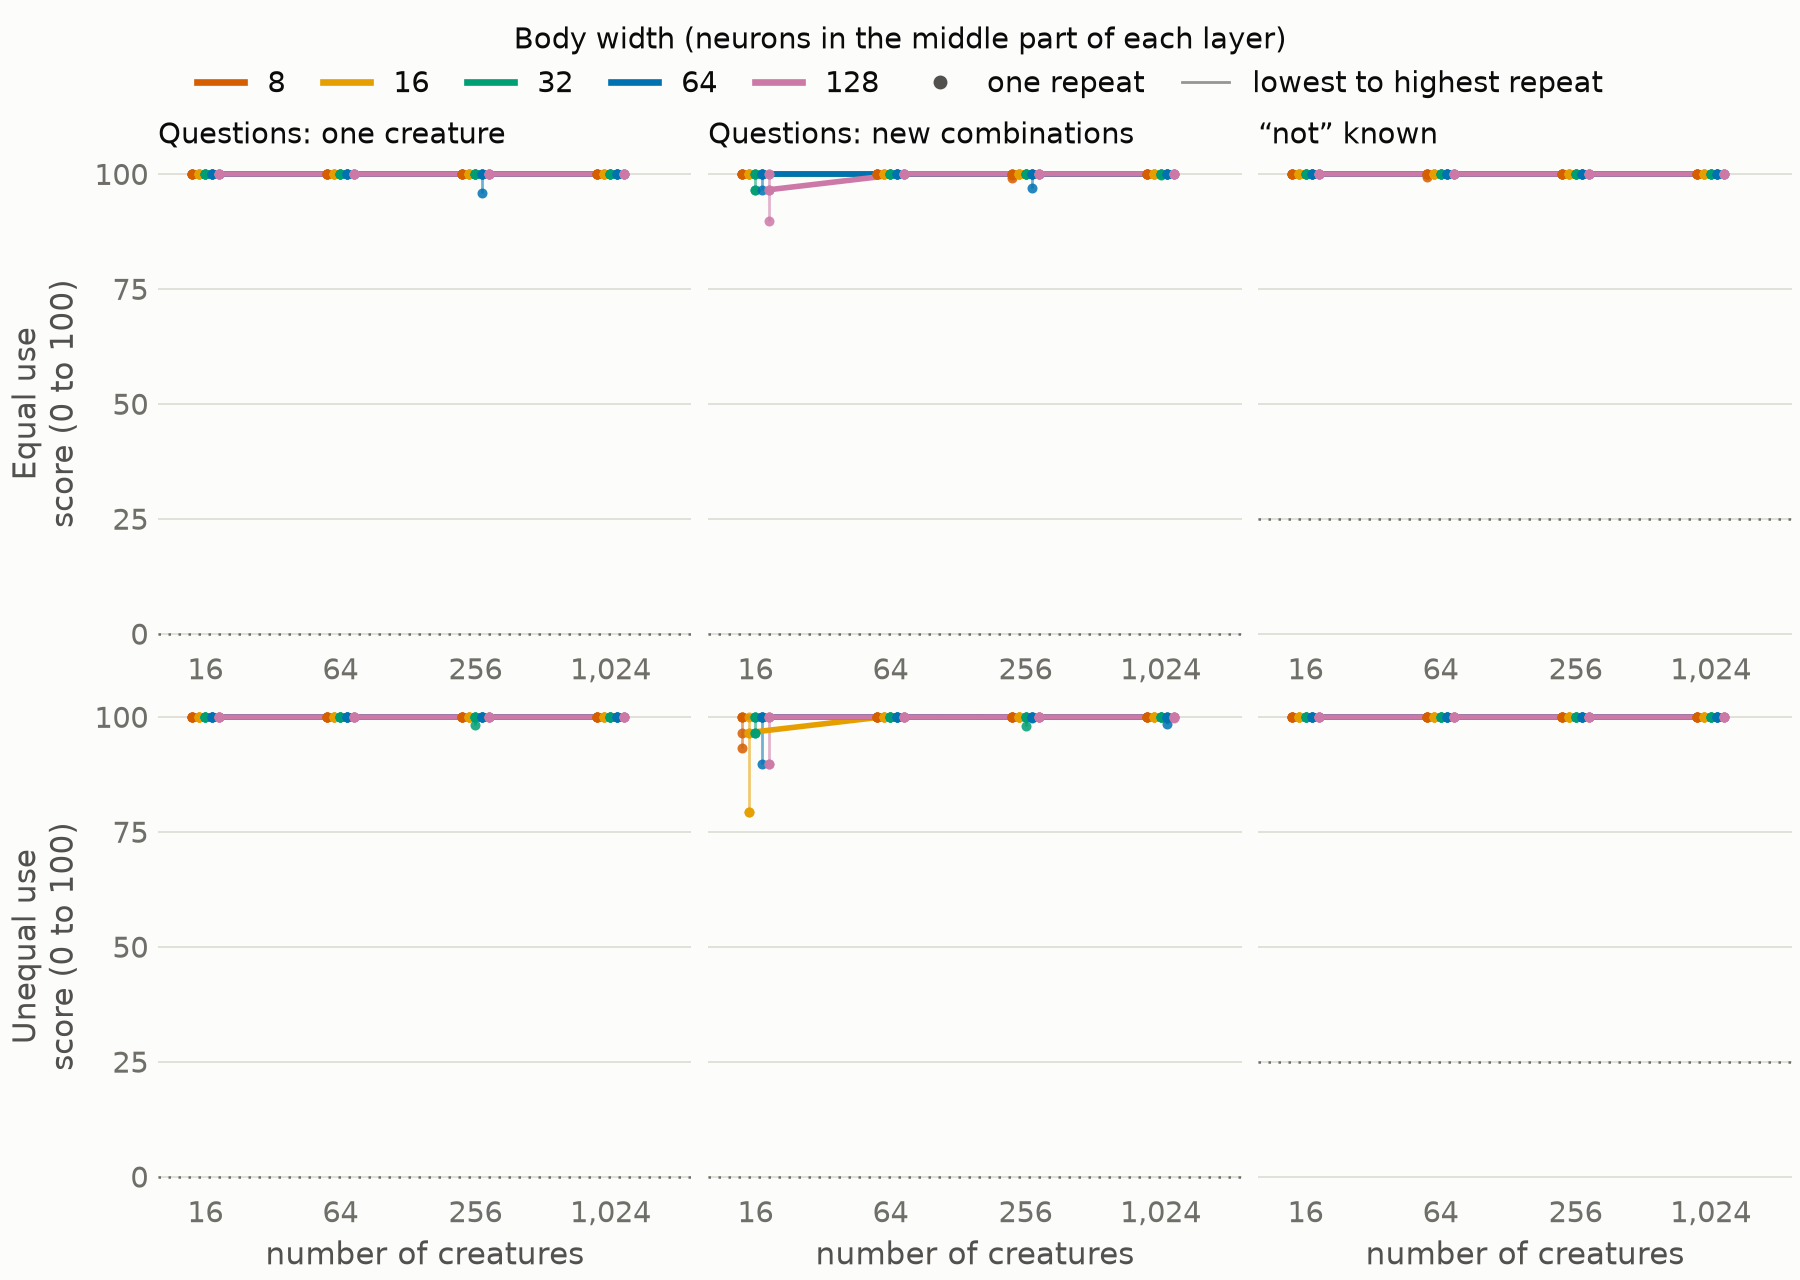 Body width (neurons in the middle part of each layer)
8 16 32 64 128 one repeat lowest to highest repeat
Questions: one creature
Questions: new combinations
“not” known
Equal use
score (0 to 100)
100
75
50
25
0
16 64 256 1,024
16 64 256 1,024
16 64 256 1,024
Unequal use
score (0 to 100)
100
75
50
25
0
16 64 256 1,024
16 64 256 1,024
16 64 256 1,024
number of creatures
number of creatures
number of creatures